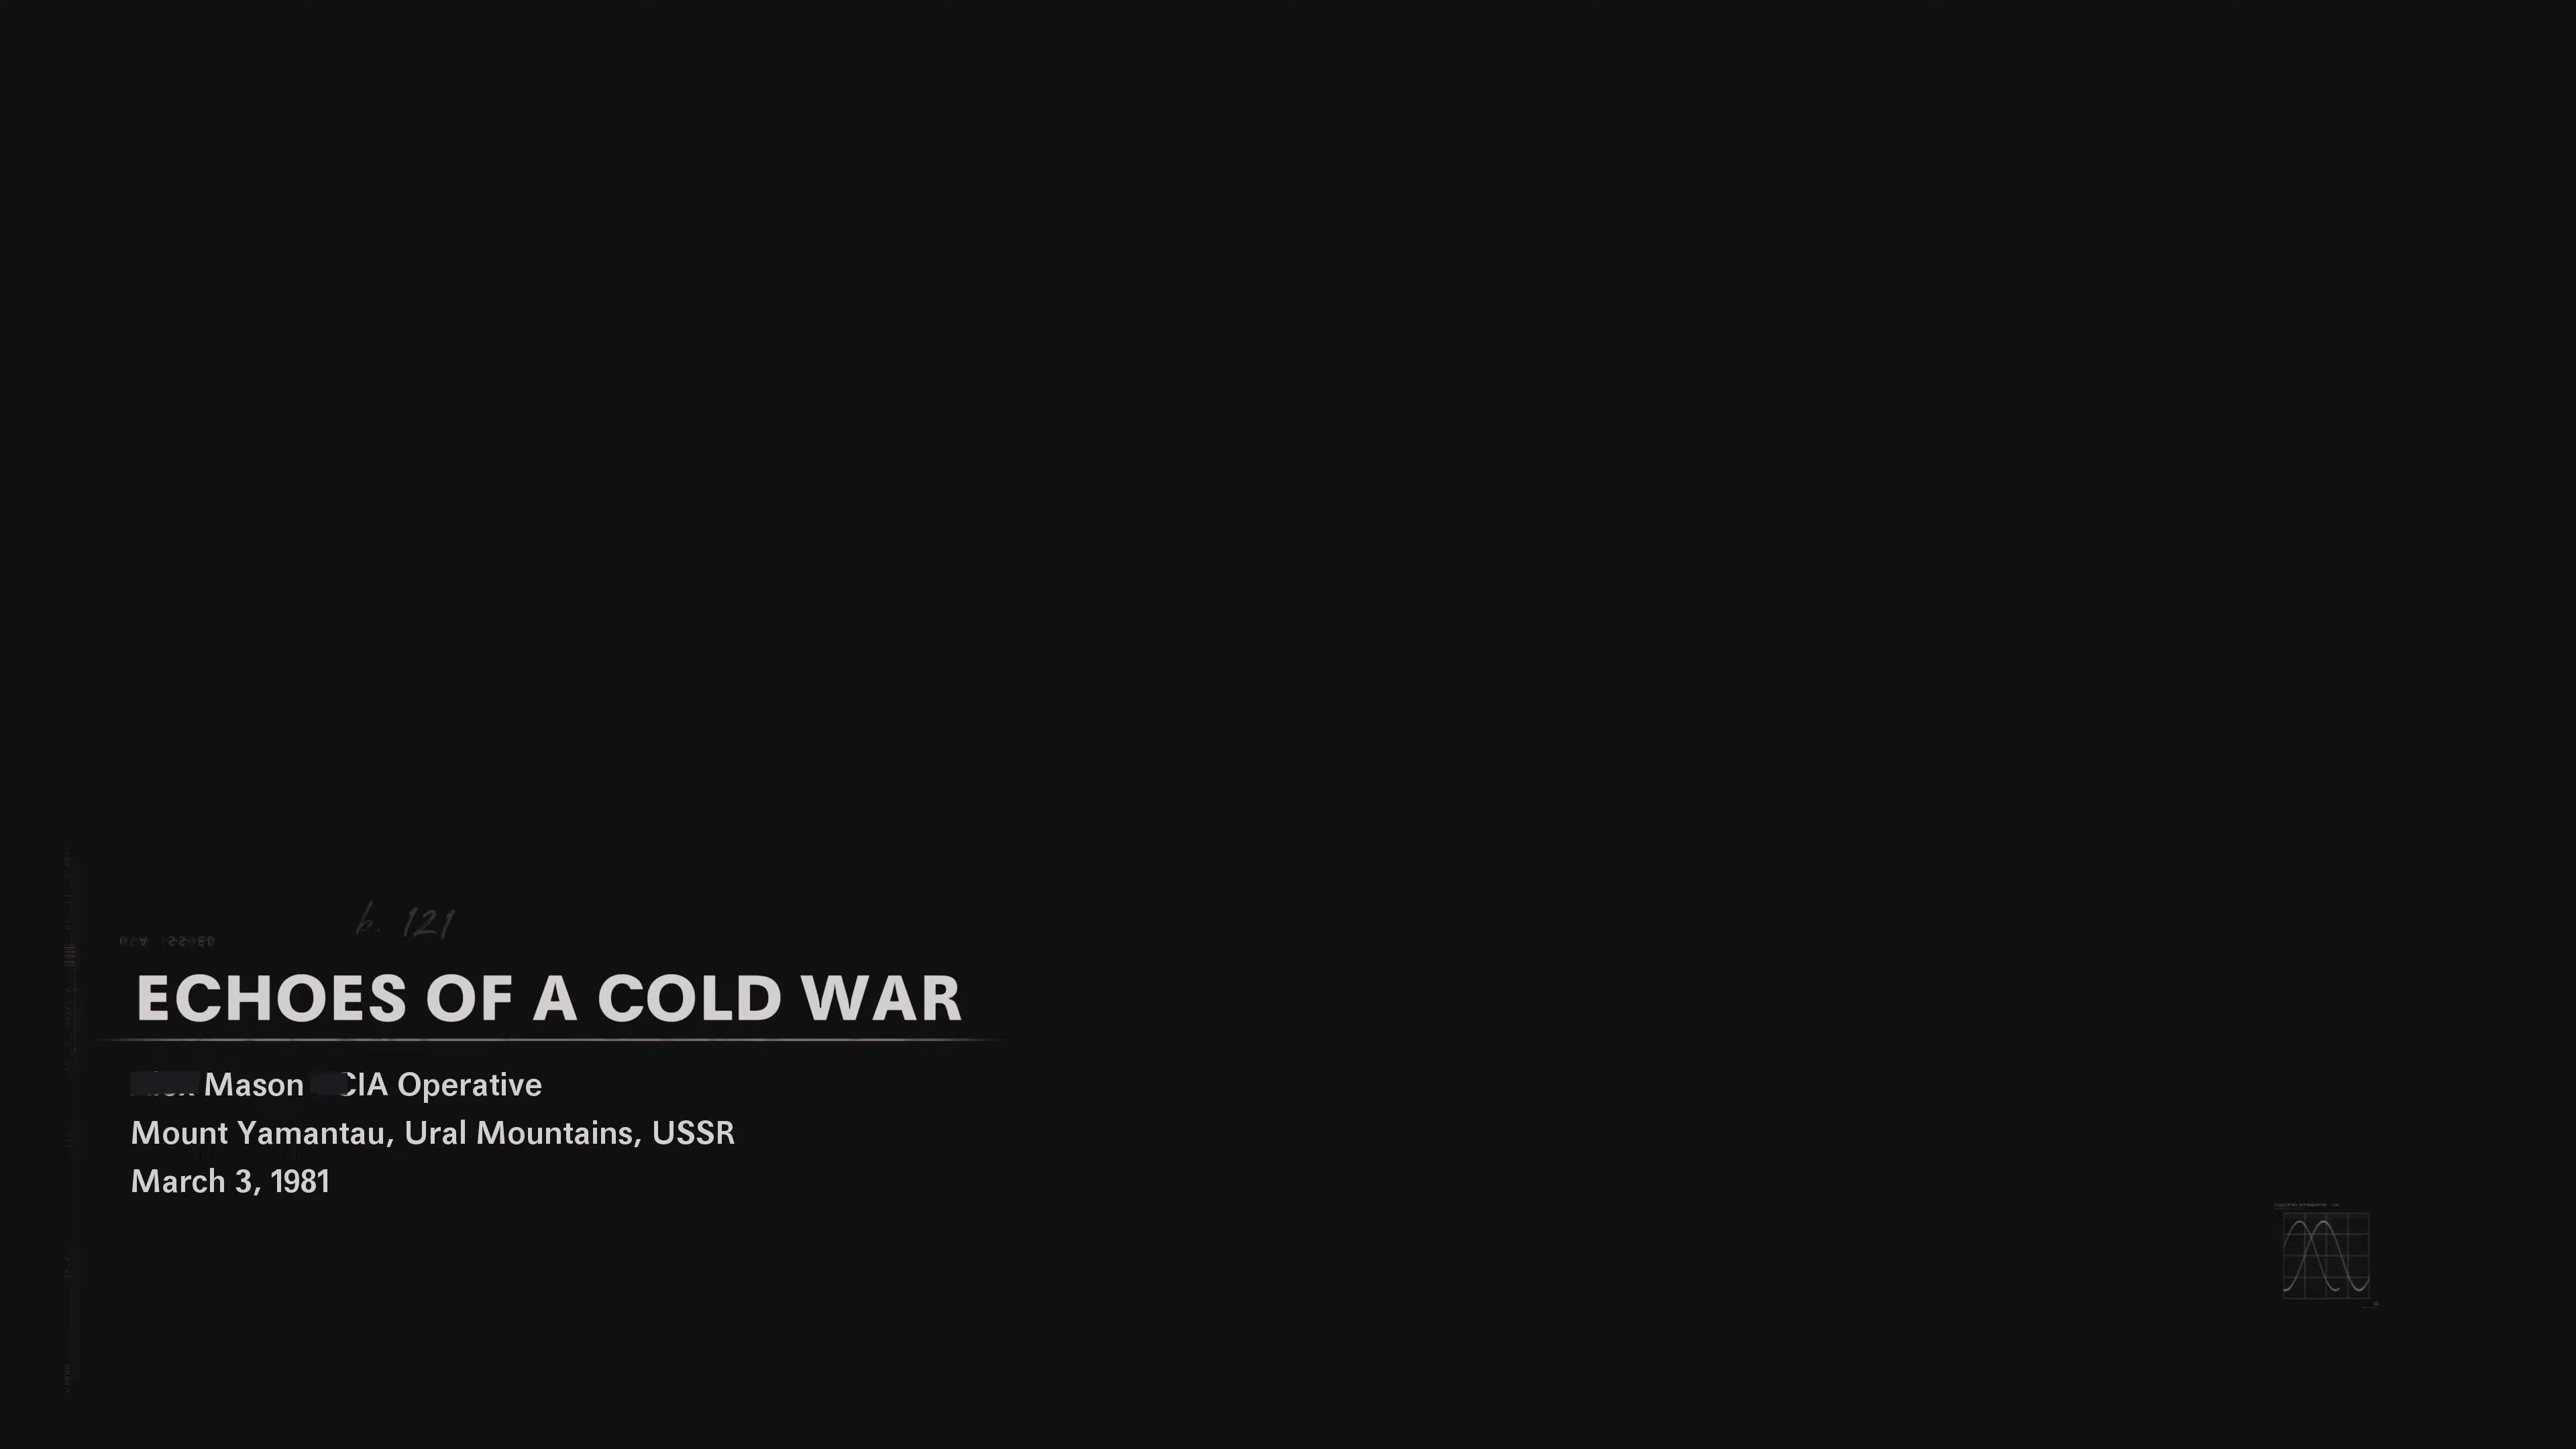 b. 121
ECHOES OF A COLD WAR
Mason CIA Operative
Mount Yamantau, Ural Mountains, USSR
March 3, 1981